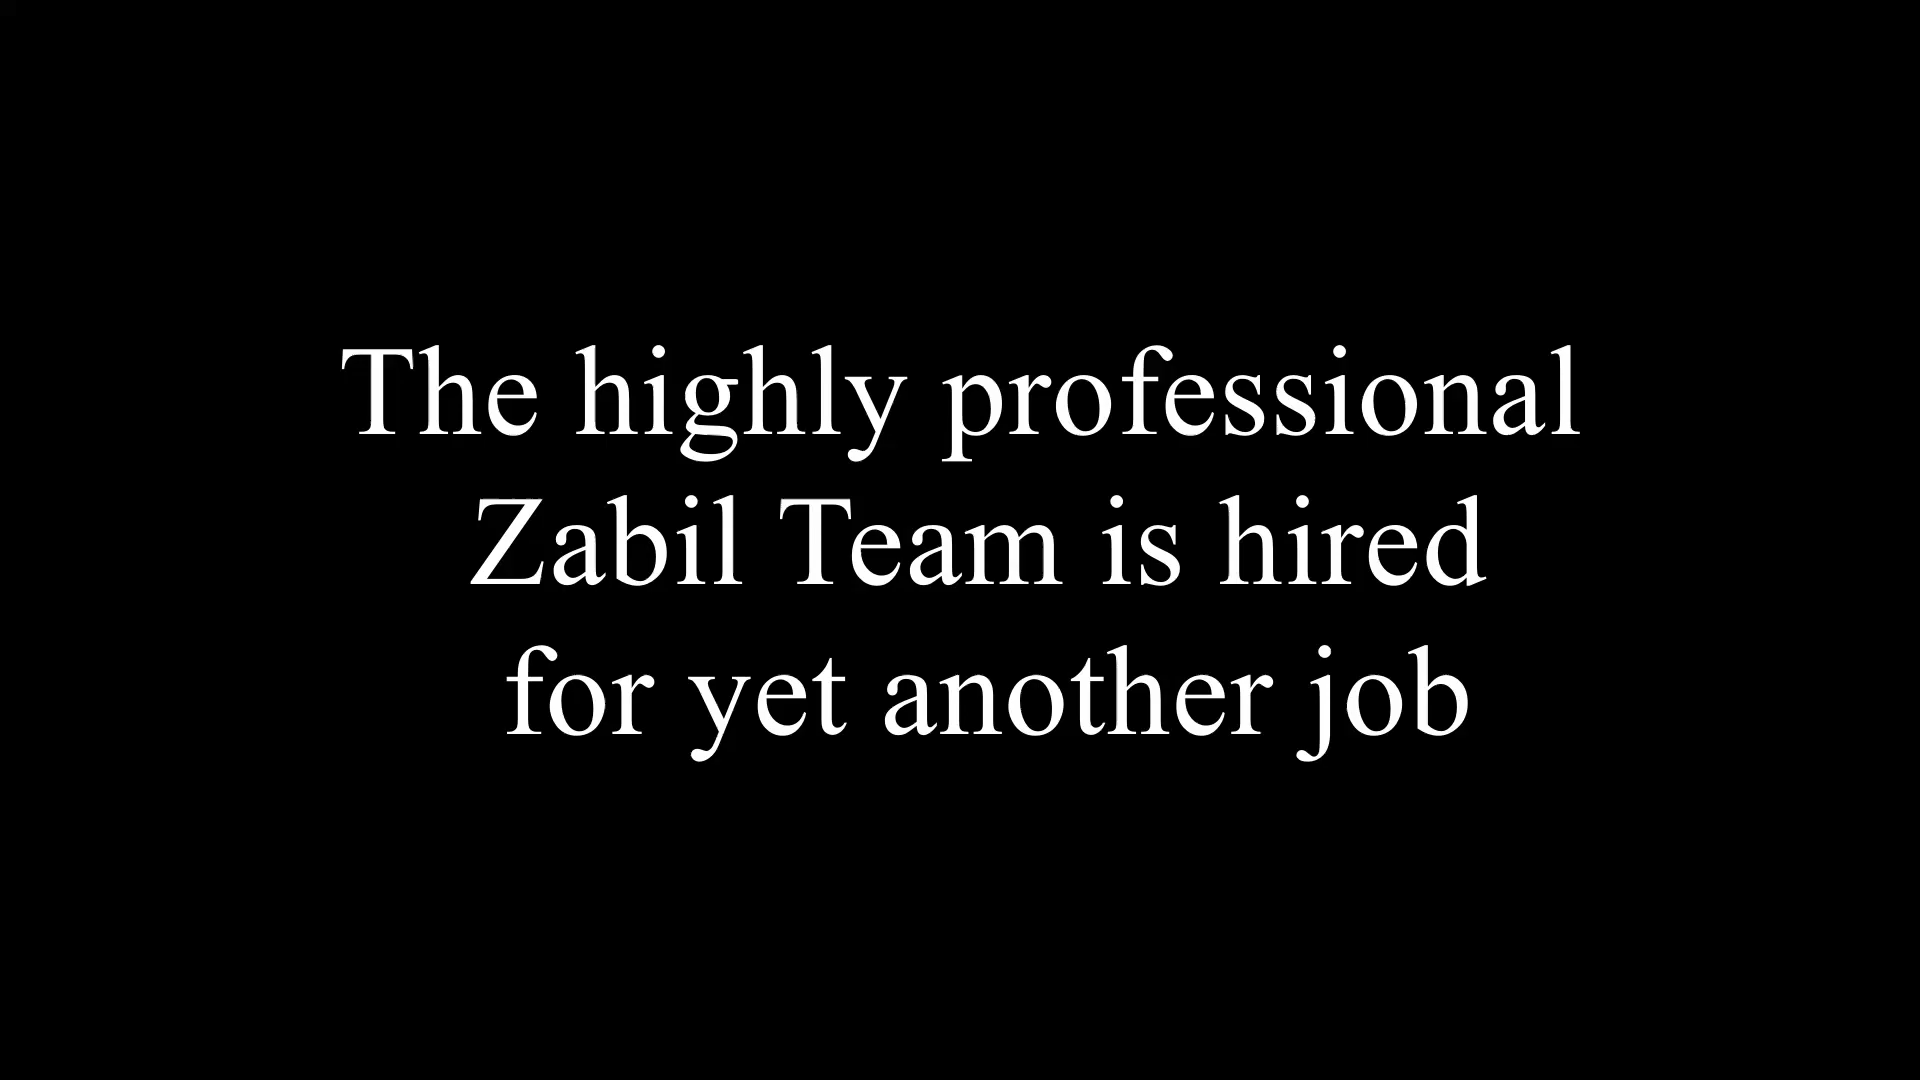 The highly professional
Zabil Team is hired
for yet another job